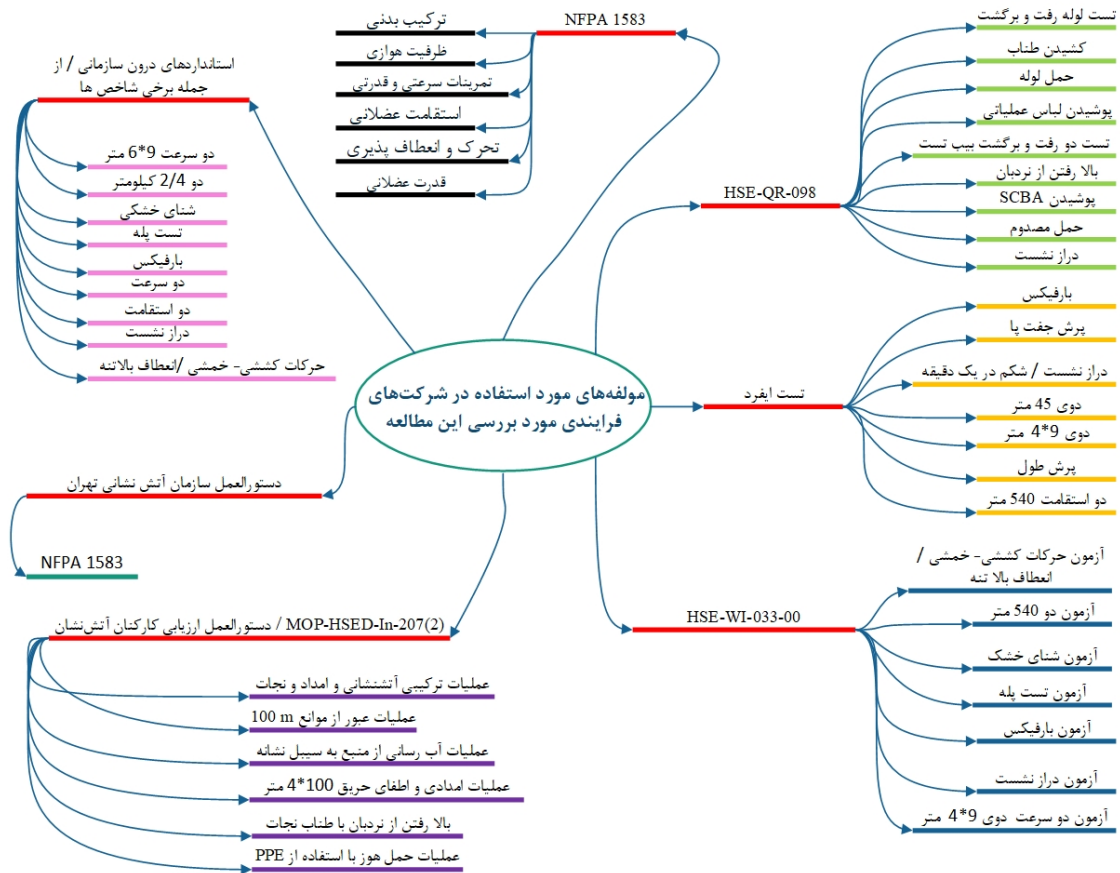 مولفه‌های مورد استفاده در شرکت‌های
فرایندی مورد بررسی این مطالعه
NFPA 1583
ترکیب بدنی
ظرفیت هوازی
تمرینات سرعتی و قدرتی
استقامت عضلانی
تحرک و انعطاف پذیری
قدرت عضلانی
HSE-QR-098
تست لوله رفت و برگشت
کشیدن طناب
حمل لوله
پوشیدن لباس عملیاتی
تست دو رفت و برگشت بیپ تست
بالا رفتن از نردبان
پوشیدن SCBA
حمل مصدوم
دراز نشست
تست ایفرد
بارفیکس
پرش جفت پا
دراز نشست / شکم در یک دقیقه
دوی 45 متر
دوی 9*4 متر
پرش طول
دو استقامت 540 متر
HSE-WI-033-00
آزمون حرکات کششی- خمشی /
انعطاف بالا تنه
آزمون دو 540 متر
آزمون شنای خشک
آزمون تست پله
آزمون بارفیکس
آزمون دراز نشست
آزمون دو سرعت دوی 9*4 متر
استانداردهای درون سازمانی / از
جمله برخی شاخص ها
دو سرعت 9*6 متر
دو 2/4 کیلومتر
شنای خشکی
تست پله
بارفیکس
دو سرعت
دو استقامت
دراز نشست
حرکات کششی- خمشی /انعطاف بالاتنه
دستورالعمل سازمان آتش نشانی تهران
NFPA 1583
MOP-HSED-In-207(2) / دستورالعمل ارزیابی کارکنان آتش‌نشان
عملیات ترکیبی آتشنشانی و امداد و نجات
عملیات عبور از موانع 100 m
عملیات آب رسانی از منبع به سیبل نشانه
عملیات امدادی و اطفای حریق 100*4 متر
بالا رفتن از نردبان با طناب نجات
عملیات حمل هوز با استفاده از PPE